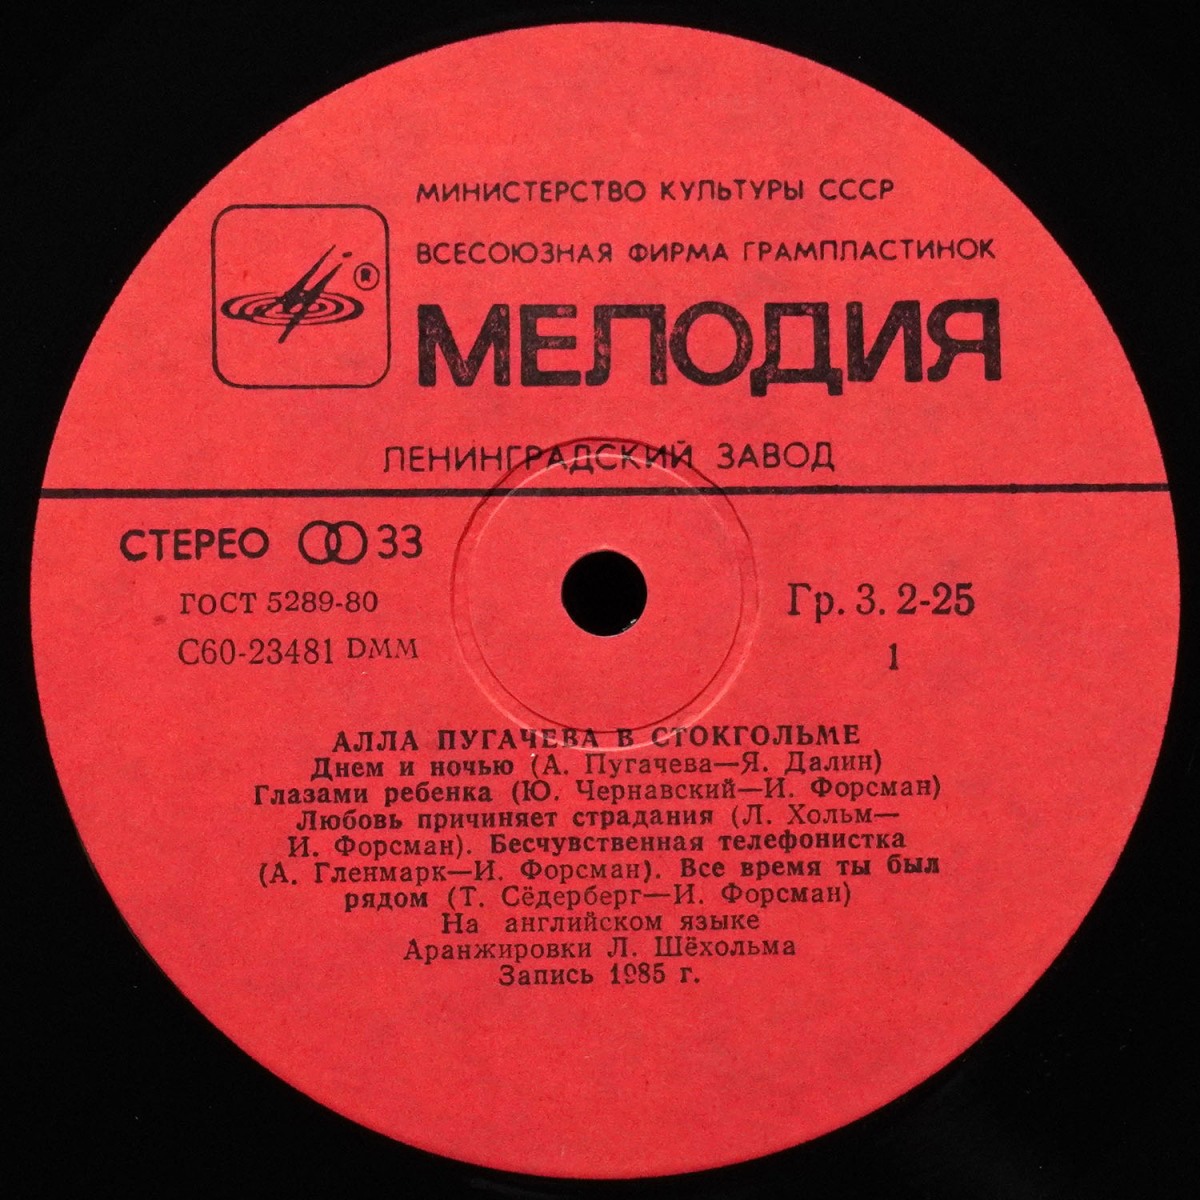 МИНИСТЕРСТВО КУЛЬТУРЫ СССР
ВСЕСОЮЗНАЯ ФИРМА ГРАМПЛАСТИНОК
®
МЕЛОДИЯ
ЛЕНИНГРАДСКИЙ ЗАВОД
СТЕРЕО 33
ГОСТ 5289-80
С60-23481 DMM
Гр. 3. 2-25
1
АЛЛА ПУГАЧЕВА В СТОКГОЛЬМЕ
Днем и ночью (А. Пугачева—Я. Далин)
Глазами ребенка (Ю. Чернавский—И. Форсман)
Любовь причиняет страдания (Л. Хольм—
И. Форсман). Бесчувственная телефонистка
(А. Гленмарк—И. Форсман). Все время ты был
рядом (Т. Сёдерберг—И. Форсман)
На английском языке
Аранжировки Л. Шёхольма
Запись 1985 г.